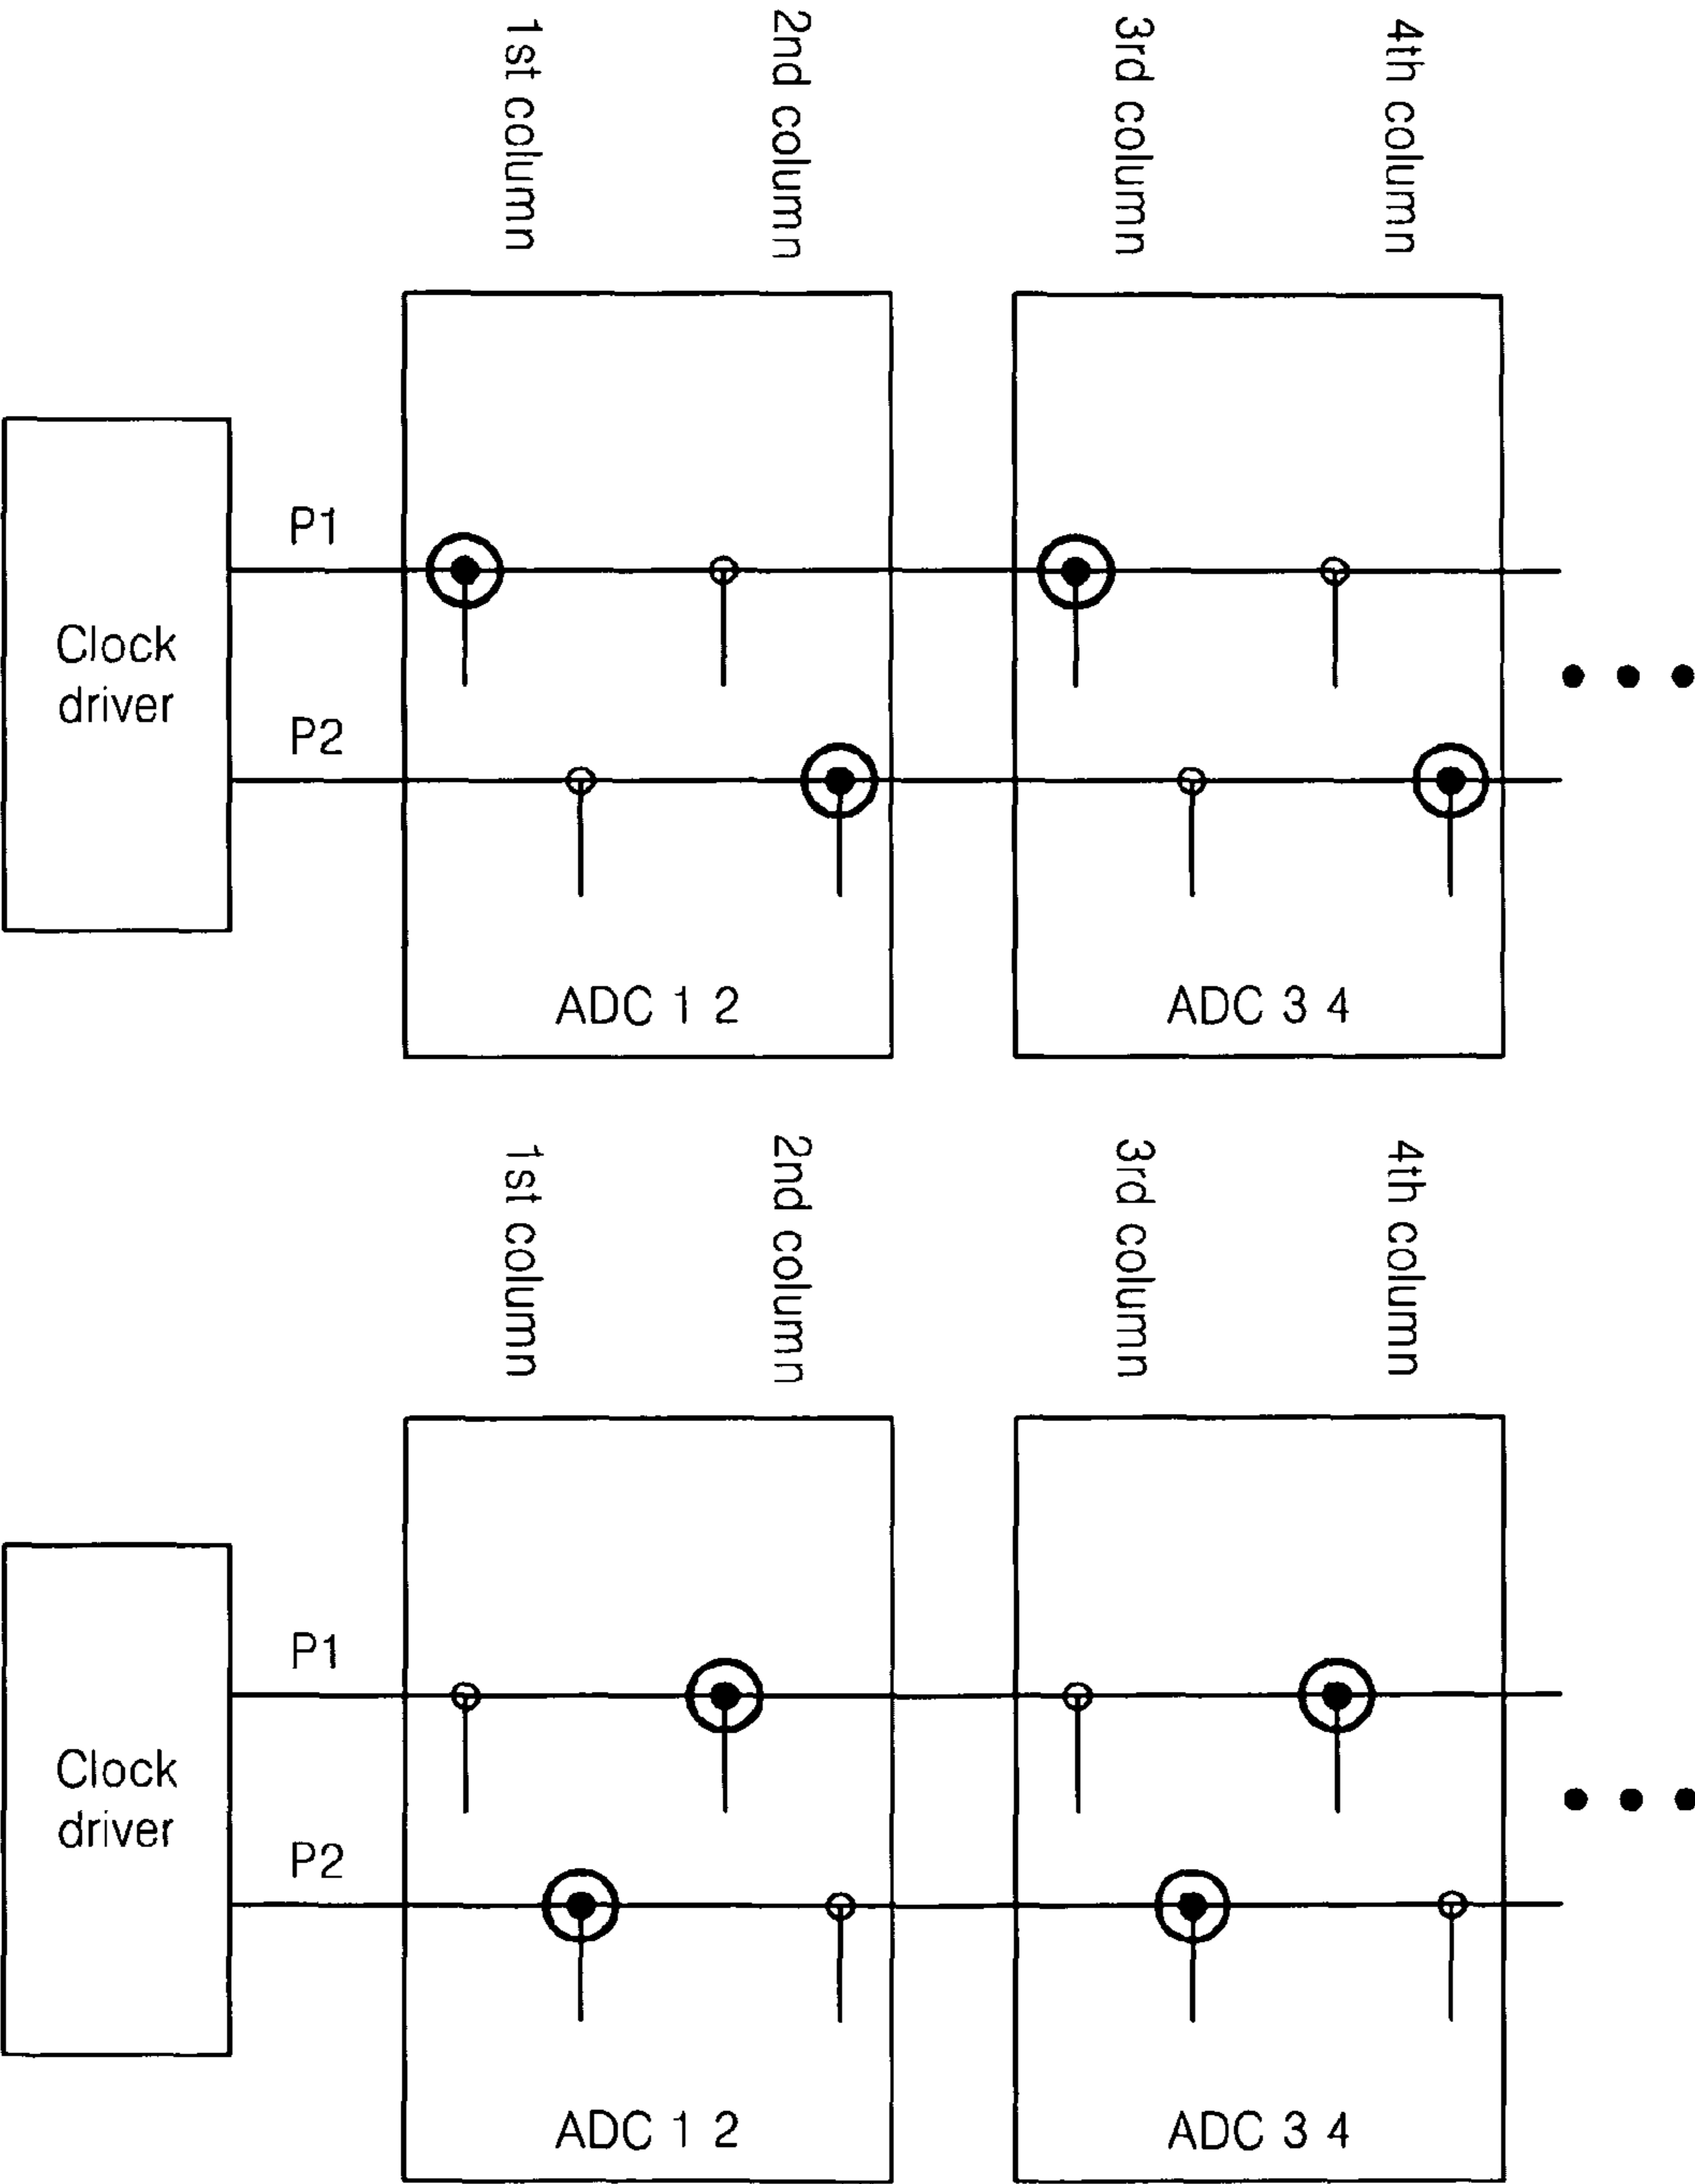 1st column
2nd column
3rd column
4th column
P1
Clock
driver
P2
ADC 1 2
ADC 3 4
1st column
2nd column
3rd column
4th column
P1
Clock
driver
P2
ADC 1 2
ADC 3 4